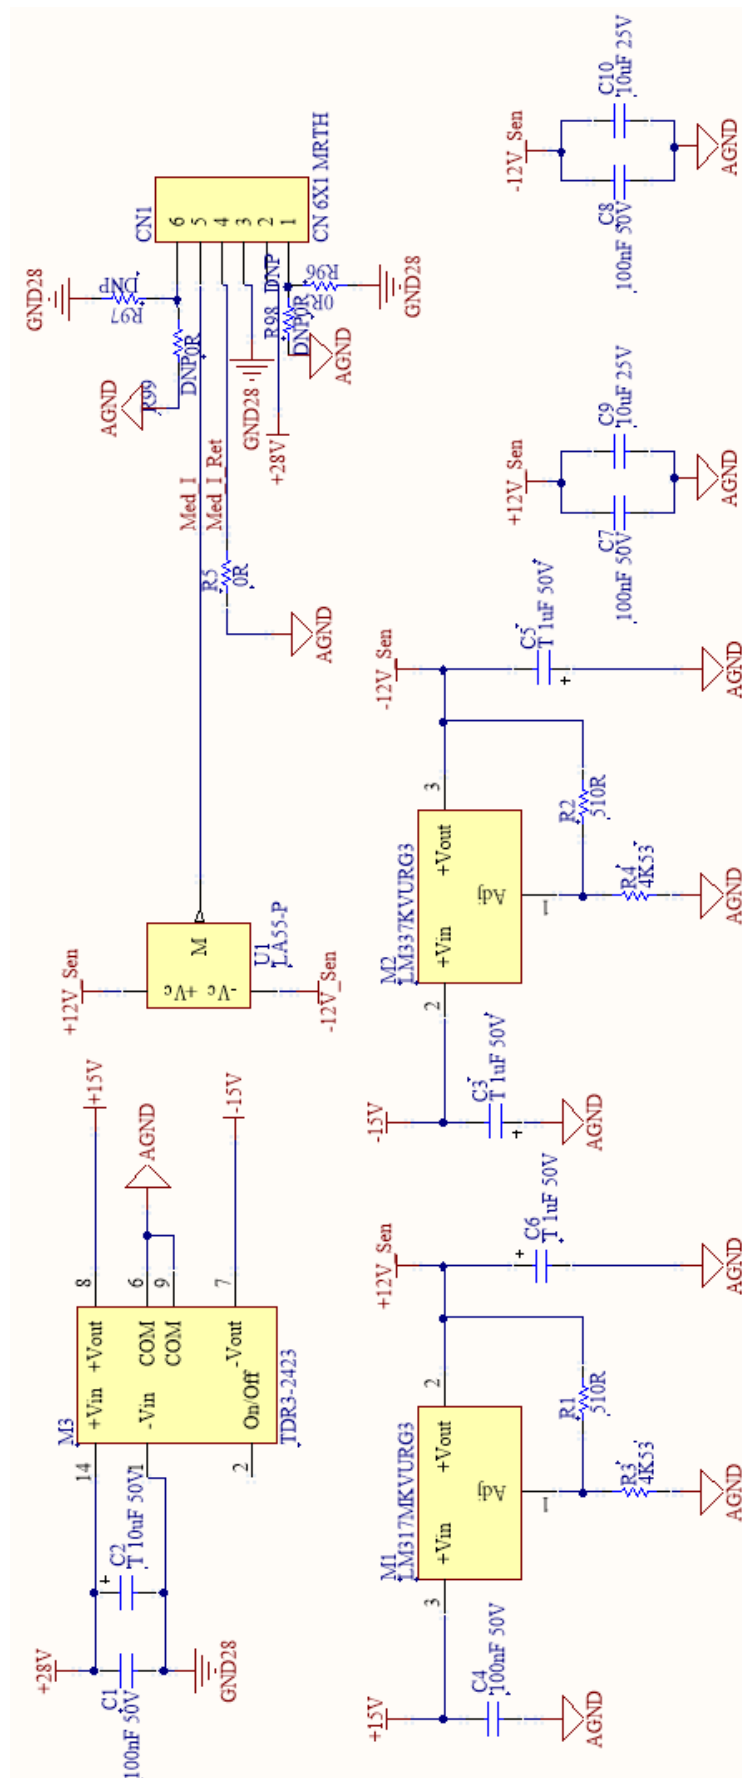 +28V
C1
100nF 50V
GND28
C2
T 10uF 50V
M3
14
+Vin
+Vout
8
+15V
1
-Vin
COM
6
COM
9
AGND
2
On/Off
-Vout
7
-15V
TDR3-2423
+12V_Sen
-Vc +Vc
M
U1
LA55-P
-12V_Sen
Med_I
Med_I_Ret
R5
0R
AGND
GND28
R97
DNP
AGND
R99
DNP
0R
CN1
6
5
4
3
2
1
CN 6X1 MRTH
GND28
+28V
R98
DNP
0R
AGND
DNP
R96
0R
GND28
+15V
C4
100nF 50V
AGND
M1
LM317MKVURG3
3
+Vin
+Vout
2
Adj
1
R1
510R
R3
4K53
AGND
+12V_Sen
C6
T 1uF 50V
AGND
-15V
C3
T 1uF 50V
AGND
M2
LM337KVURG3
2
+Vin
+Vout
3
Adj
1
R2
510R
R4
4K53
AGND
-12V_Sen
C5
T 1uF 50V
AGND
+12V_Sen
C7
100nF 50V
C9
10uF 25V
AGND
-12V_Sen
C8
100nF 50V
C10
10uF 25V
AGND